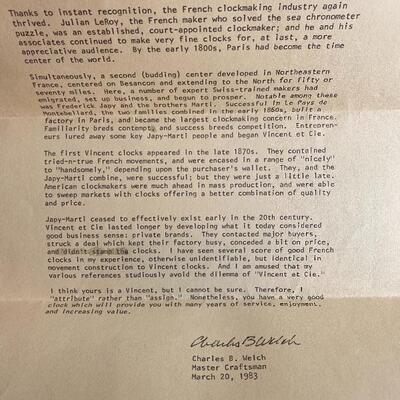 Thanks to instant recognition, the French clockmaking industry again
thrived. Julian LeRoy, the French maker who solved the sea chronometer
puzzle, was an established, court-appointed clockmaker; and he and his
associates continued to make very fine clocks for, at last, a more
appreciative audience. By the early 1800s, Paris had become the time
center of the world.
Simultaneously, a second (budding) center developed in Northeastern
France, centered on Besancon and extending to the North for fifty or
seventy miles. Here, a number of expert Swiss-trained makers had
emigrated, set up business, and begun to prosper. Notable among these
was Frederick Japy and the brothers Marti. Successful in Le Pays de
Montebeliard, the two families combined in the early 1850s, built a
factory in Paris, and became the largest clockmaking concern in France.
Familiarity breds contempt, and success breeds competition. Entrepren-
eurs lured away some key Japy-Marti people and began Vincent et Cie.
The first Vincent clocks appeared in the late 1870s. They contained
tried-n-true French movements, and were encased in a range of "nicely"
to "handsomely," depending upon the purchaser's wallet. They, and the
Japy-Marti combine, were successful; but they were just a little late.
American clockmakers were much ahead in mass production, and were able
to sweep markets with clocks offering a better combination of quality
and price.
Japy-Marti ceased to effectively exist early in the 20th century.
Vincent et Cie lasted longer by developing what it today considered
good business sense: private brands. They contacted major buyers,
struck a deal which kept their factory busy, conceded a bit on price,
and didn't stamp the clocks. I have seen several score of good French
clocks in my experience, otherwise unidentifiable, but identical in
movement construction to Vincent clocks. And I am amused that my
various references studiously avoid the dilemma of "Vincent et Cie."
I think yours is a Vincent, but I cannot be sure. Therefore, I
"attribute" rather than "assign." Nonetheless, you have a very good
clock which will provide you with many years of service, enjoyment,
and increasing value.
Charles B Welch
Charles B. Welch
Master Craftsman
March 20, 1983